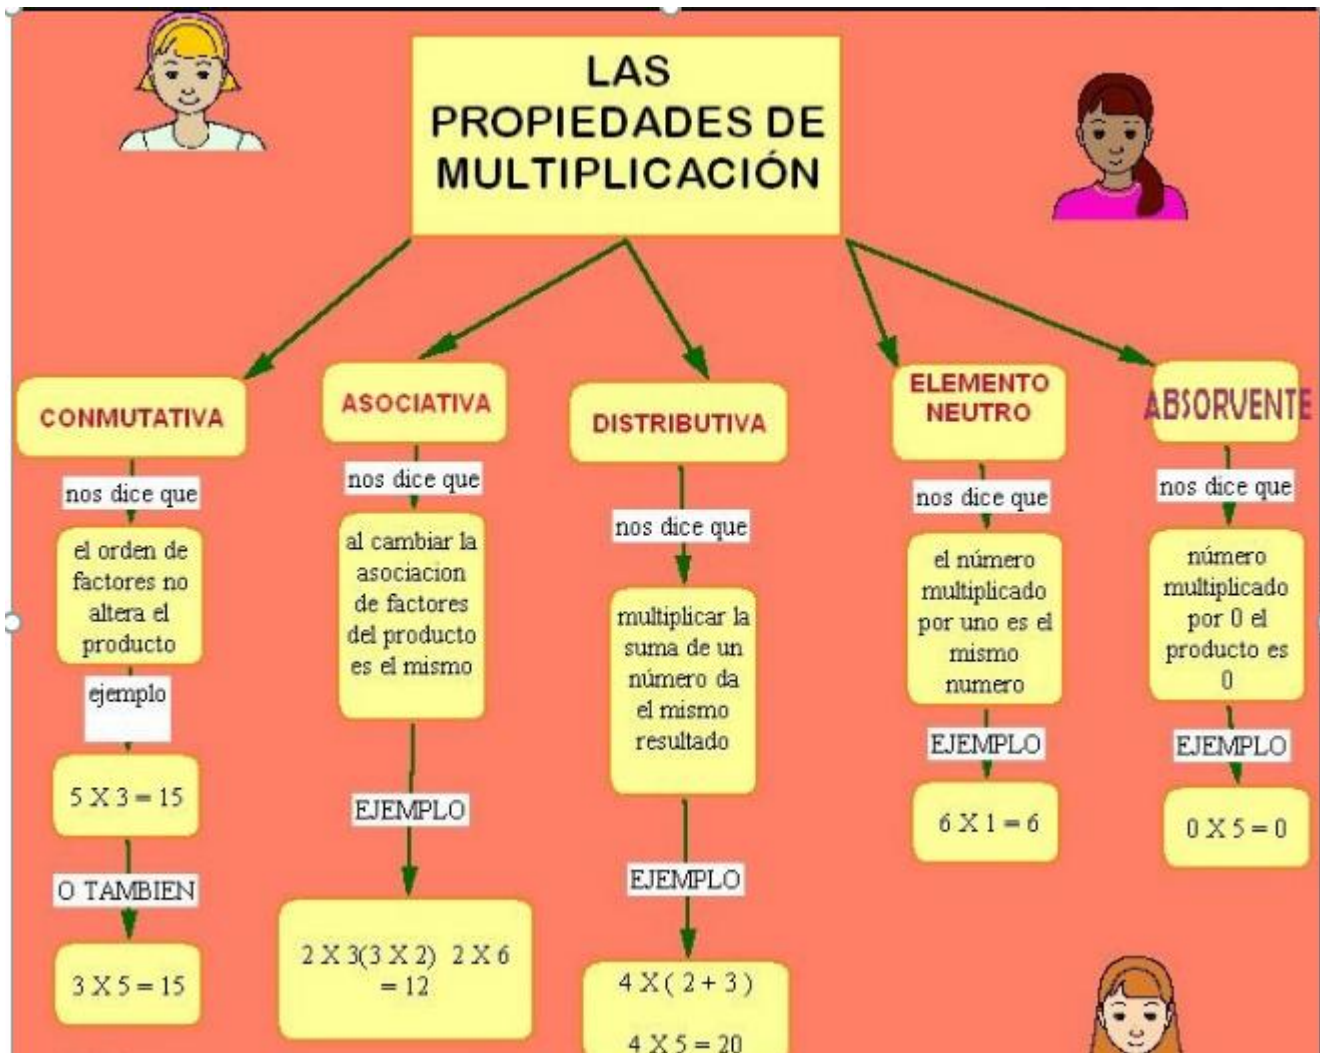 LAS
PROPIEDADES DE
MULTIPLICACIÓN
CONMUTATIVA
nos dice que
el orden de
factores no
altera el
producto
ejemplo
5 X 3 = 15
O TAMBIEN
3 X 5 = 15
ASOCIATIVA
nos dice que
al cambiar la
asociacion
de factores
del producto
es el mismo
EJEMPLO
2 X 3(3 X 2) 2 X 6
= 12
DISTRIBUTIVA
nos dice que
multiplicar la
suma de un
número da
el mismo
resultado
EJEMPLO
4 X ( 2 + 3 )
4 X 5 = 20
ELEMENTO
NEUTRO
nos dice que
el número
multiplicado
por uno es el
mismo
numero
EJEMPLO
6 X 1 = 6
ABSORVENTE
nos dice que
número
multiplicado
por 0 el
producto es
0
EJEMPLO
0 X 5 = 0